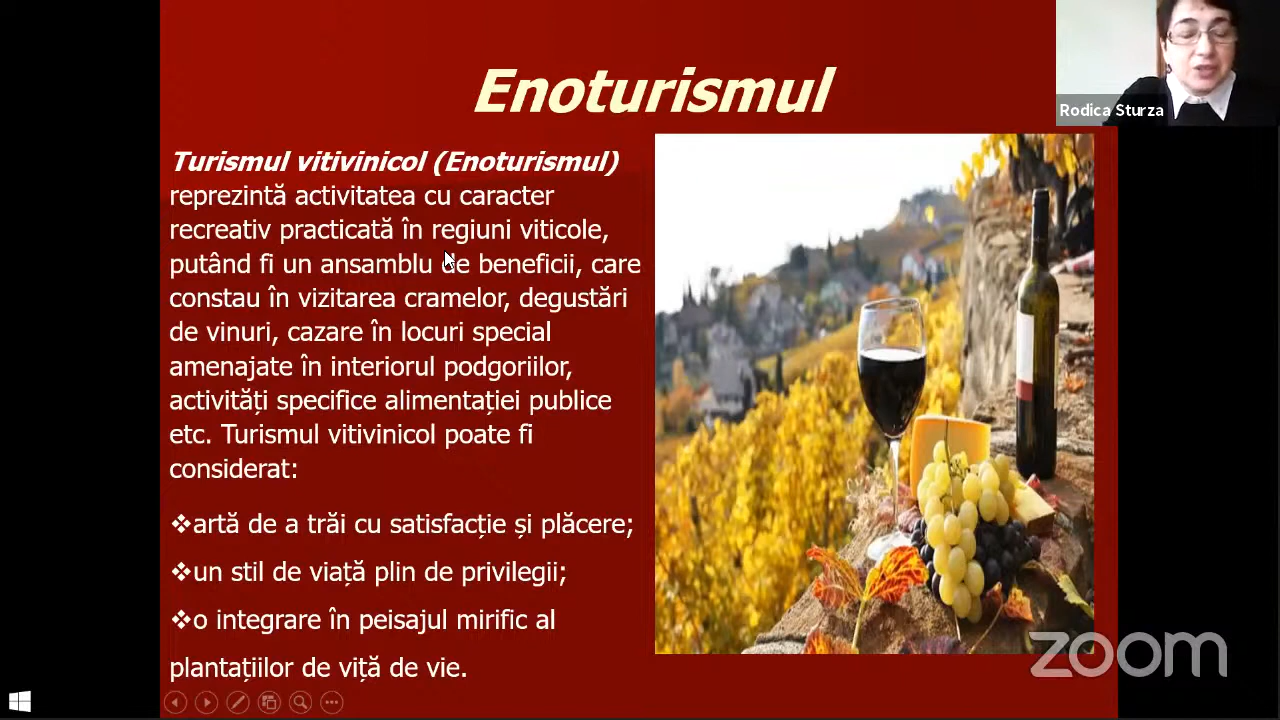 Enoturismul
Rodica Sturza
Turismul vitivinicol (Enoturismul)
reprezintă activitatea cu caracter
recreativ practicată în regiuni viticole,
putând fi un ansamblu de beneficii, care
constau în vizitarea cramelor, degustări
de vinuri, cazare în locuri special
amenajate în interiorul podgoriilor,
activități specifice alimentației publice
etc. Turismul vitivinicol poate fi
considerat:
❖artă de a trăi cu satisfacție și plăcere;
❖un stil de viață plin de privilegii;
❖o integrare în peisajul mirific al
plantațiilor de viță de vie.
zoom